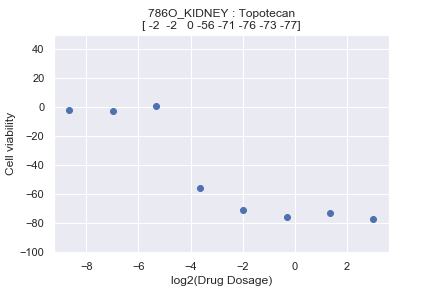 786O_KIDNEY : Topotecan
[ -2  -2   0 -56 -71 -76 -73 -77]
40
20
0
−20
−40
−60
−80
−100
Cell viability
−8 −6 −4 −2 0 2
log2(Drug Dosage)